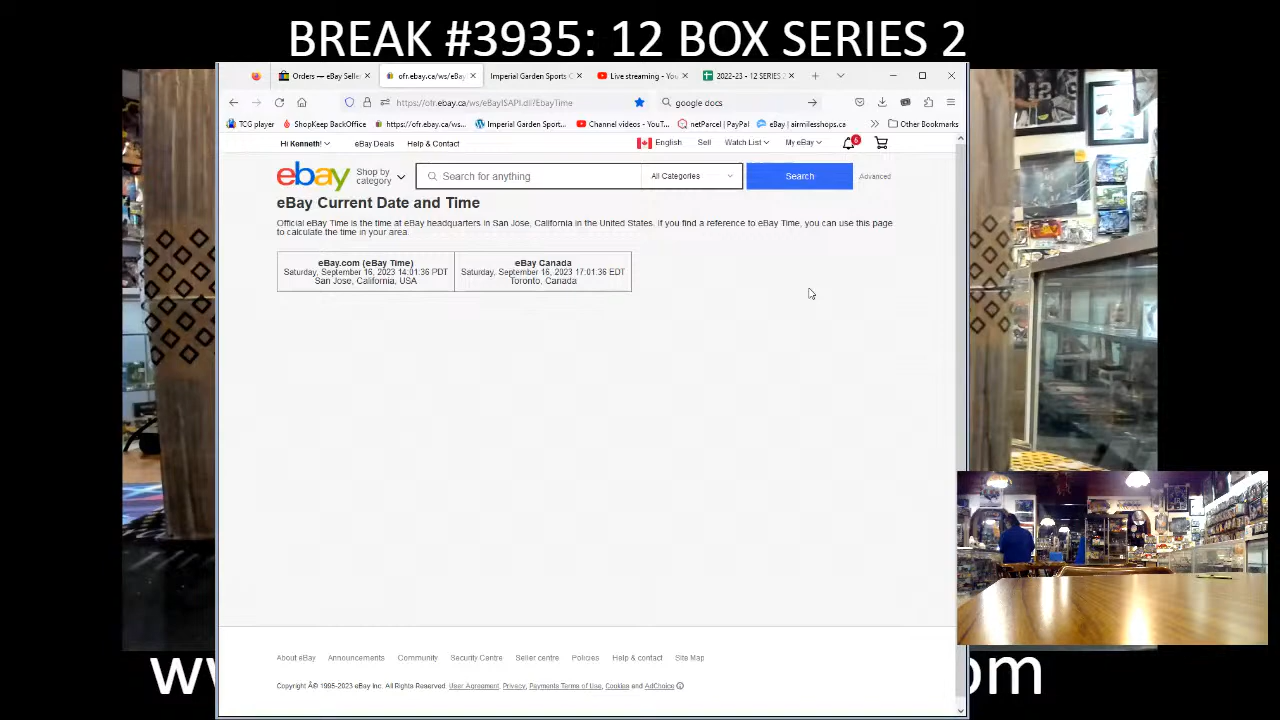 BREAK #3935: 12 BOX SERIES 2
Orders — eBay Selle
ofr.ebay.ca/ws/eBay
Imperial Garden Sports C
Live streaming - You
2022-23 - 12 SERIES
https://ofr.ebay.ca/ws/eBayISAPI.dll?EbayTime
google docs
TCG player
ShopKeep BackOffice
http://ofr.ebay.ca/ws...
Imperial Garden Sport...
Channel videos - YouT...
netParcel | PayPal
eBay | airmilesshops.ca
Other Bookmarks
Hi Kenneth!
eBay Deals
Help & Contact
English
Sell
Watch List
My eBay
6
ebay
Shop by
category
Search for anything
All Categories
Search
Advanced
eBay Current Date and Time
Official eBay Time is the time at eBay headquarters in San Jose, California in the United States. If you find a reference to eBay Time, you can use this page
to calculate the time in your area.
eBay.com (eBay Time)
Saturday, September 16, 2023 14:01:36 PDT
San Jose, California, USA
eBay Canada
Saturday, September 16, 2023 17:01:36 EDT
Toronto, Canada
About eBay
Announcements
Community
Security Centre
Seller centre
Policies
Help & contact
Site Map
Copyright Â© 1995-2023 eBay Inc. All Rights Reserved. User Agreement, Privacy, Payments Terms of Use, Cookies and AdChoice
w
om